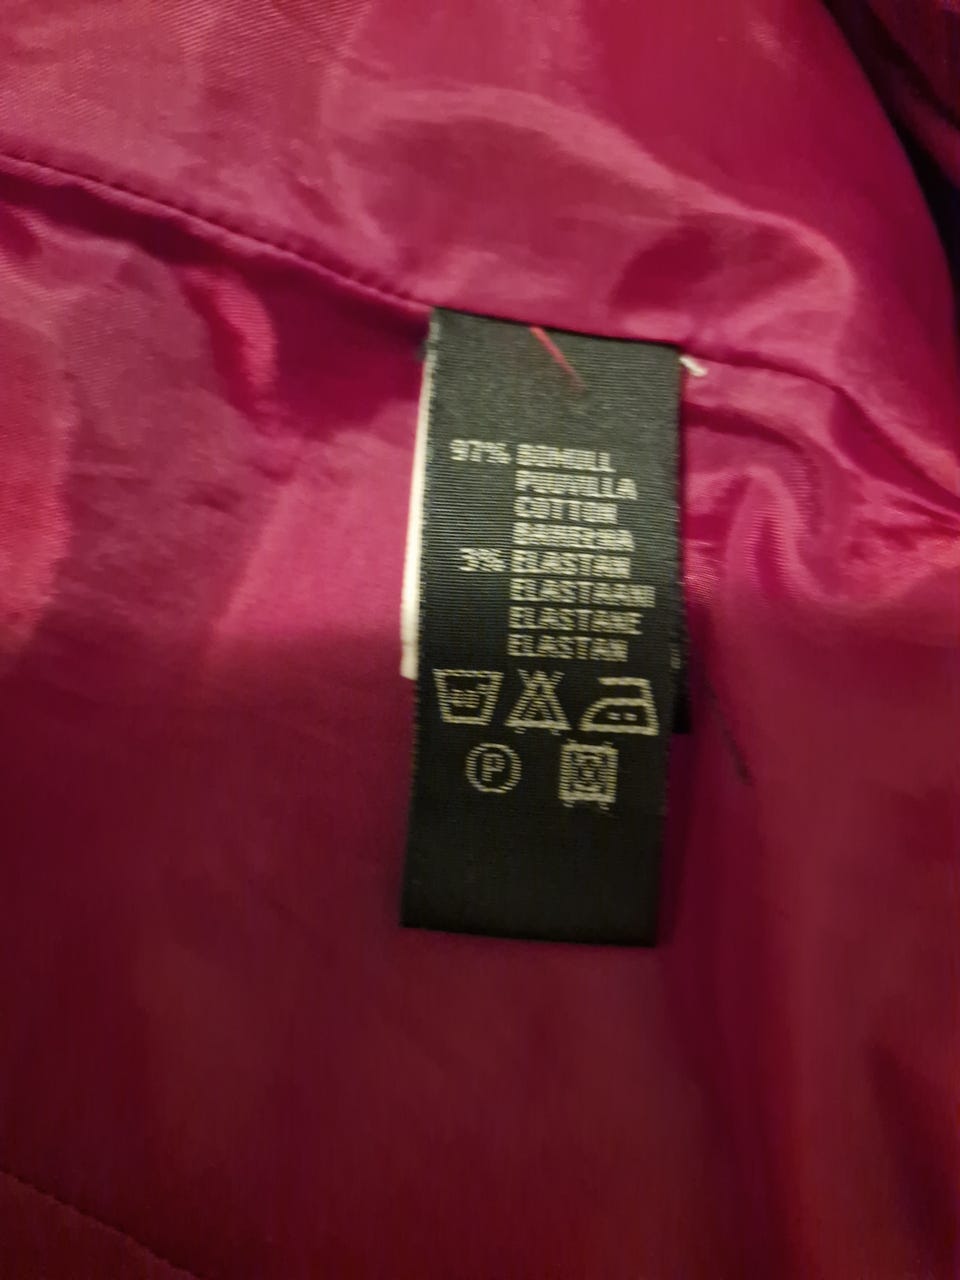 97% BOMULL
PUUVILLA
COTTON
BAWEŁNA
3% ELASTAN
ELASTAANI
ELASTANE
ELASTAN
P